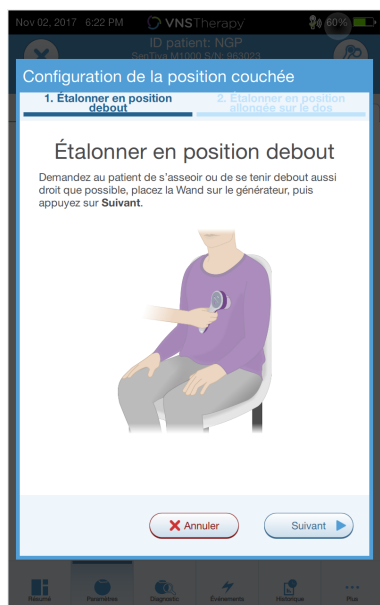 Nov 02, 2017 6:22 PM VNSTherapy 60%
ID patient: NGP
SenTiva M1000 S/N: 963023
Configuration de la position couchée
1. Étalonner en position
debout
2. Étalonner en position
allongée sur le dos
Étalonner en position debout
Demandez au patient de s’asseoir ou de se tenir debout aussi
droit que possible, placez la Wand sur le générateur, puis
appuyez sur Suivant.
Annuler
Suivant
Résumé
Paramètres
Diagnostic
Événements
Historique
Plus